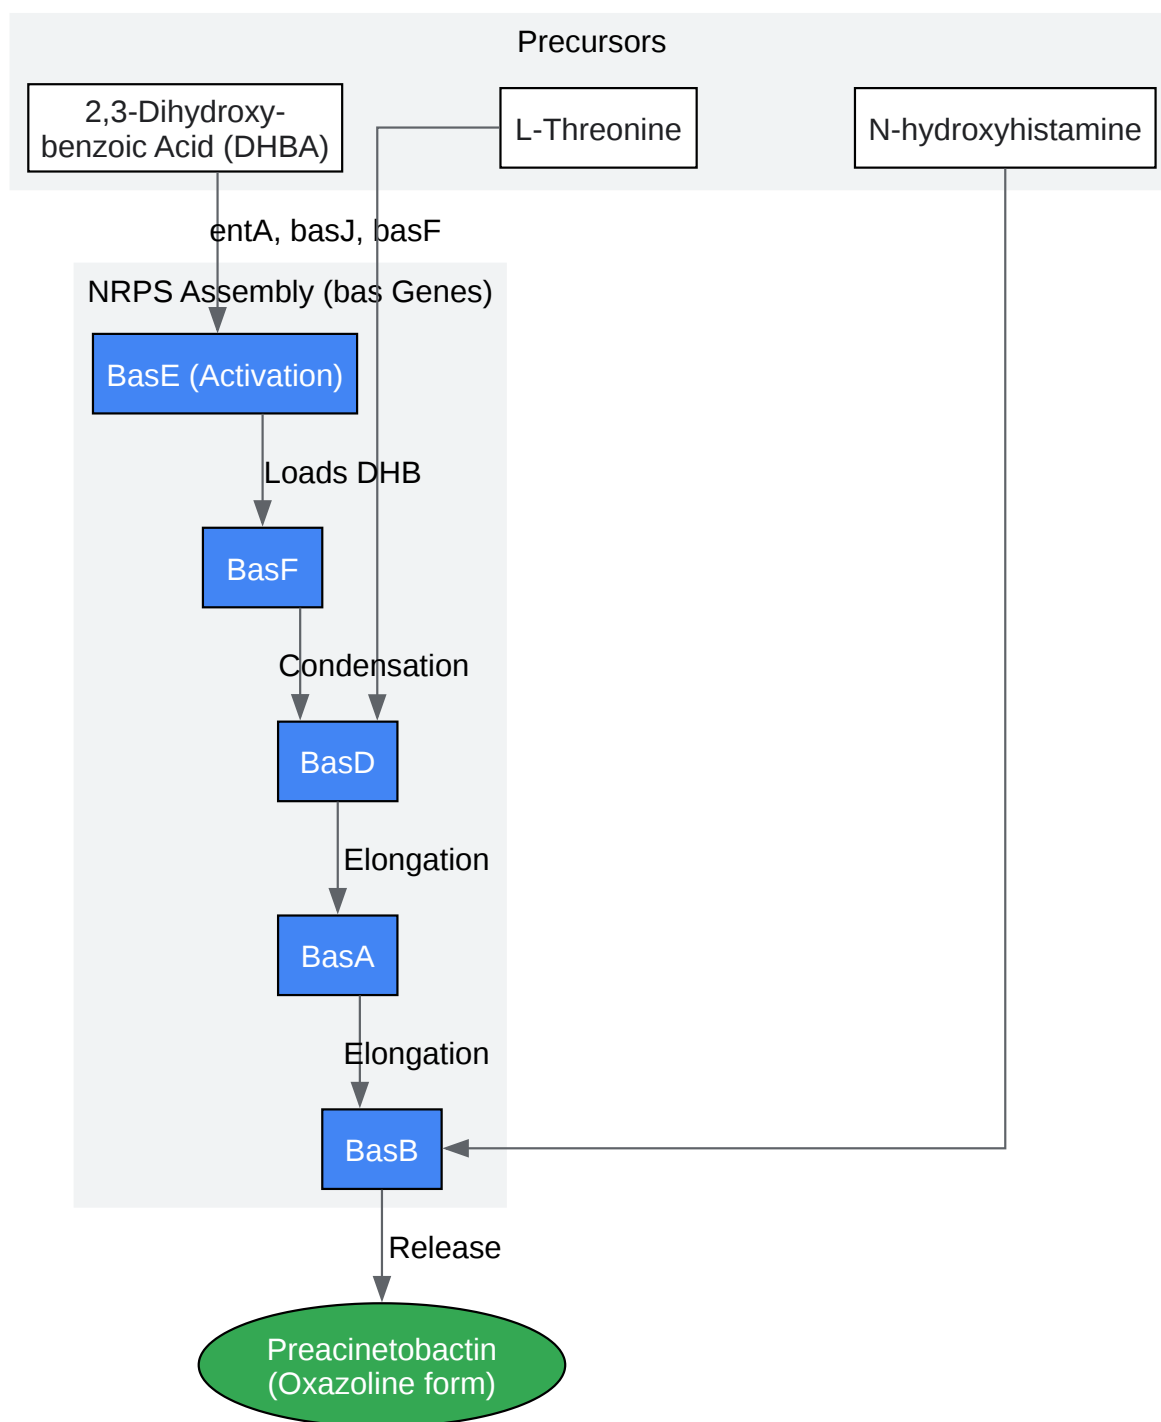 Precursors
2,3-Dihydroxy-
benzoic Acid (DHBA)
L-Threonine
N-hydroxyhistamine
entA, basJ, basF
NRPS Assembly (bas Genes)
BasE (Activation)
Loads DHB
BasF
Condensation
BasD
Elongation
BasA
Elongation
BasB
Release
Preacinetobactin
(Oxazoline form)